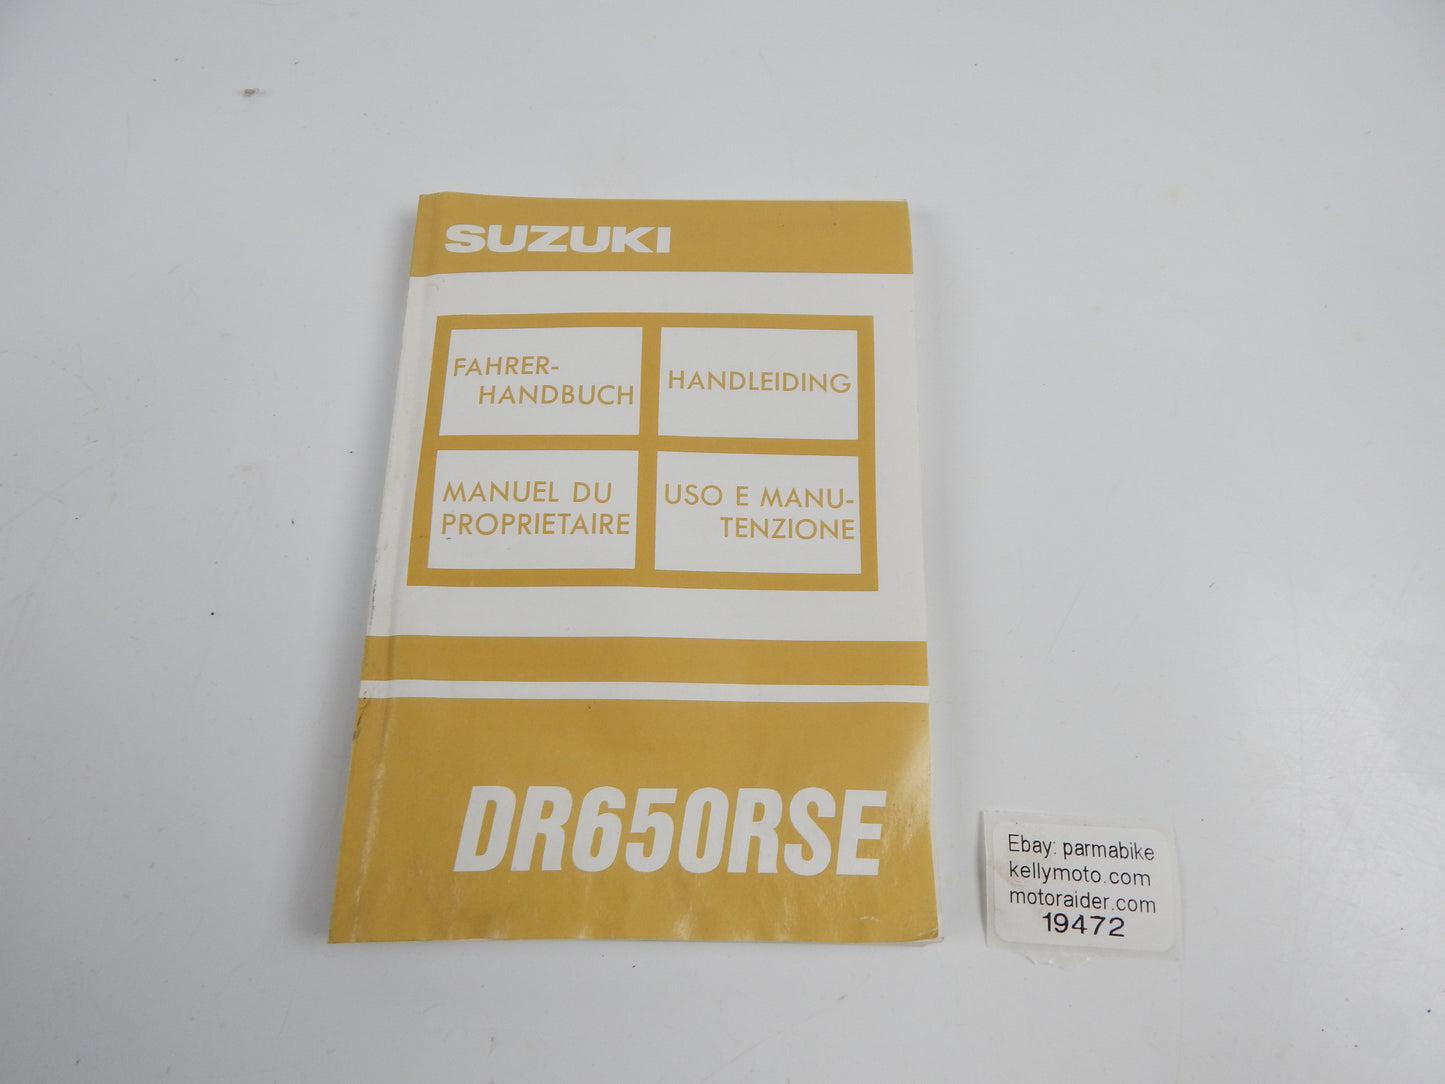 SUZUKI
FAHRER-
HANDBUCH
HANDLEIDING
MANUEL DU
PROPRIETAIRE
USO E MANU-
TENZIONE
DR650RSE
Ebay: parmabike
kellymoto.com
motoraider.com
19472